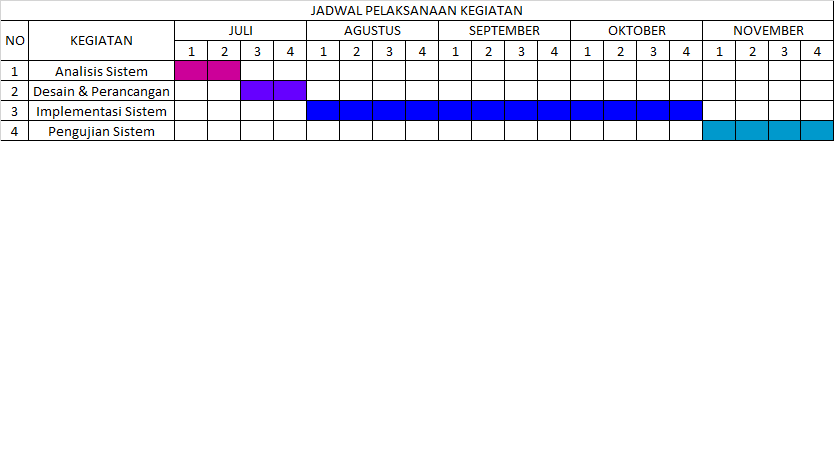 JADWAL PELAKSANAAN KEGIATAN
NO KEGIATAN JULI AGUSTUS SEPTEMBER OKTOBER NOVEMBER
1 2 3 4 1 2 3 4 1 2 3 4 1 2 3 4 1 2 3 4
1 Analisis Sistem
2 Desain & Perancangan
3 Implementasi Sistem
4 Pengujian Sistem